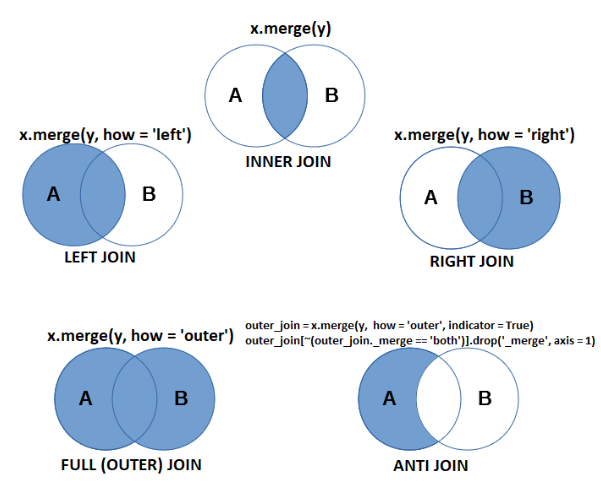 x.merge(y)
A B
INNER JOIN
x.merge(y, how = 'left')
A B
LEFT JOIN
x.merge(y, how = 'right')
A B
RIGHT JOIN
x.merge(y, how = 'outer')
A B
FULL (OUTER) JOIN
outer_join = x.merge(y, how = 'outer', indicator = True)
outer_join[~(outer_join._merge == 'both')].drop('_merge', axis = 1)
A B
ANTI JOIN